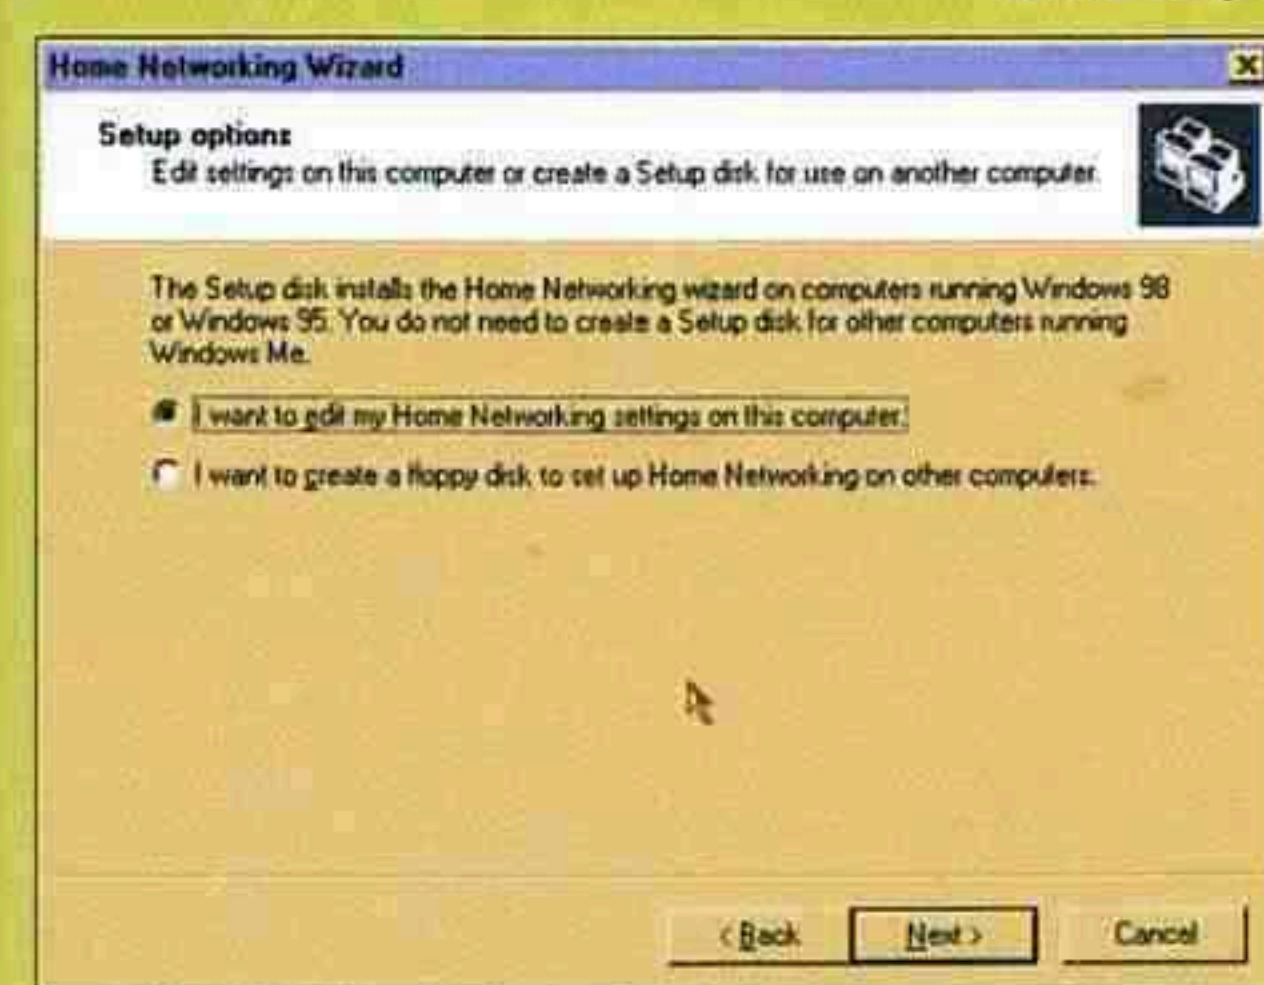 Home Networking Wizard
Setup options
Edit settings on this computer or create a Setup disk for use on another computer.
The Setup disk installs the Home Networking wizard on computers running Windows 98
or Windows 95. You do not need to create a Setup disk for other computers running
Windows Me.
I want to edit my Home Networking settings on this computer.
I want to create a floppy disk to set up Home Networking on other computers.
< Back
Next >
Cancel